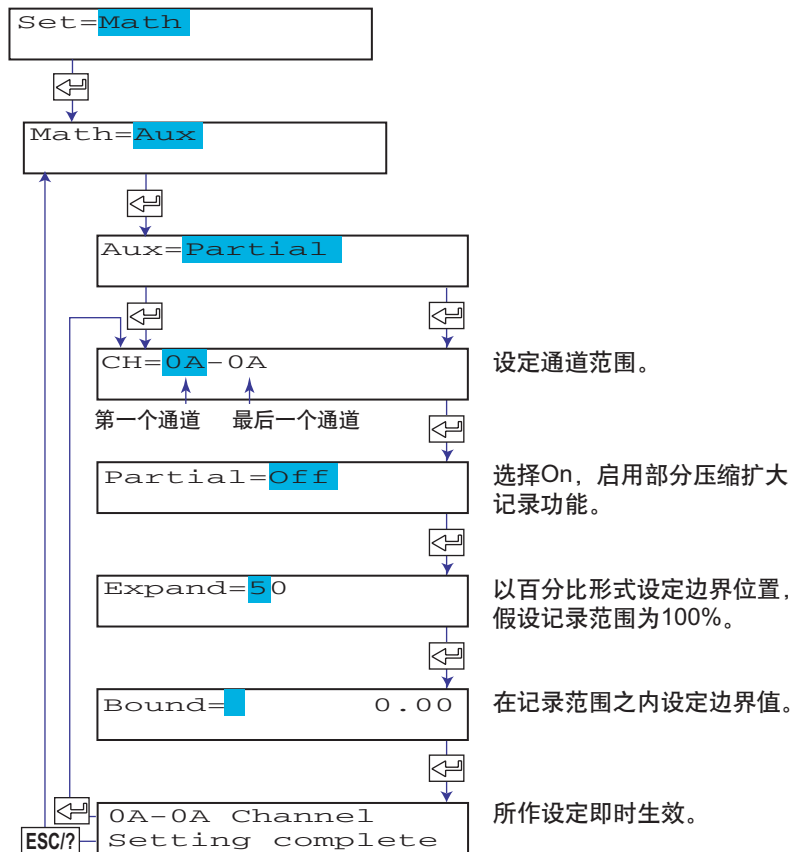 Set=Math
Math=Aux
Aux=Partial
CH=0A-0A
设定通道范围。
第一个通道 最后一个通道
Partial=Off
选择On，启用部分压缩扩大
记录功能。
Expand=50
以百分比形式设定边界位置，
假设记录范围为100%。
Bound= 0.00
在记录范围之内设定边界值。
0A-0A Channel
所作设定即时生效。
ESC/?
Setting complete